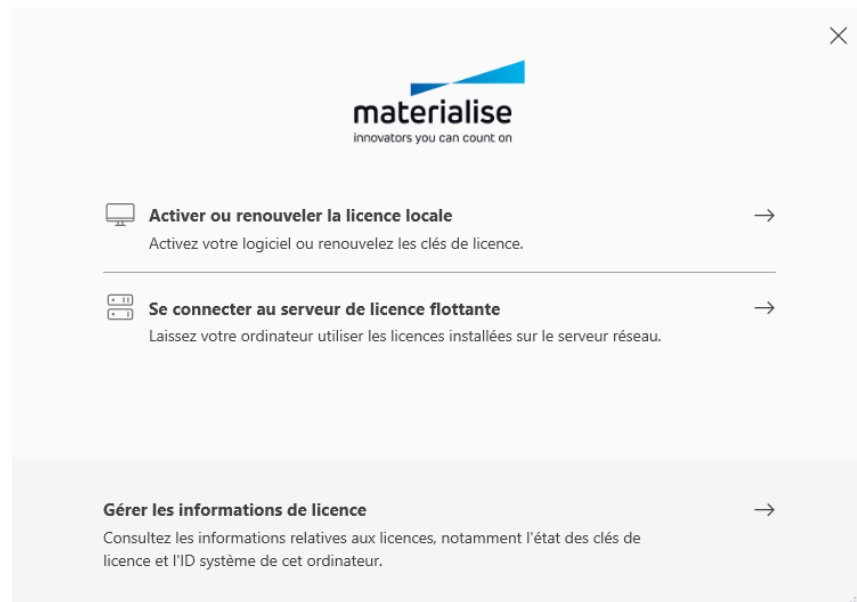 materialise
innovators you can count on
Activer ou renouveler la licence locale
Activez votre logiciel ou renouvelez les clés de licence.
Se connecter au serveur de licence flottante
Laissez votre ordinateur utiliser les licences installées sur le serveur réseau.
Gérer les informations de licence
Consultez les informations relatives aux licences, notamment l'état des clés de
licence et l'ID système de cet ordinateur.